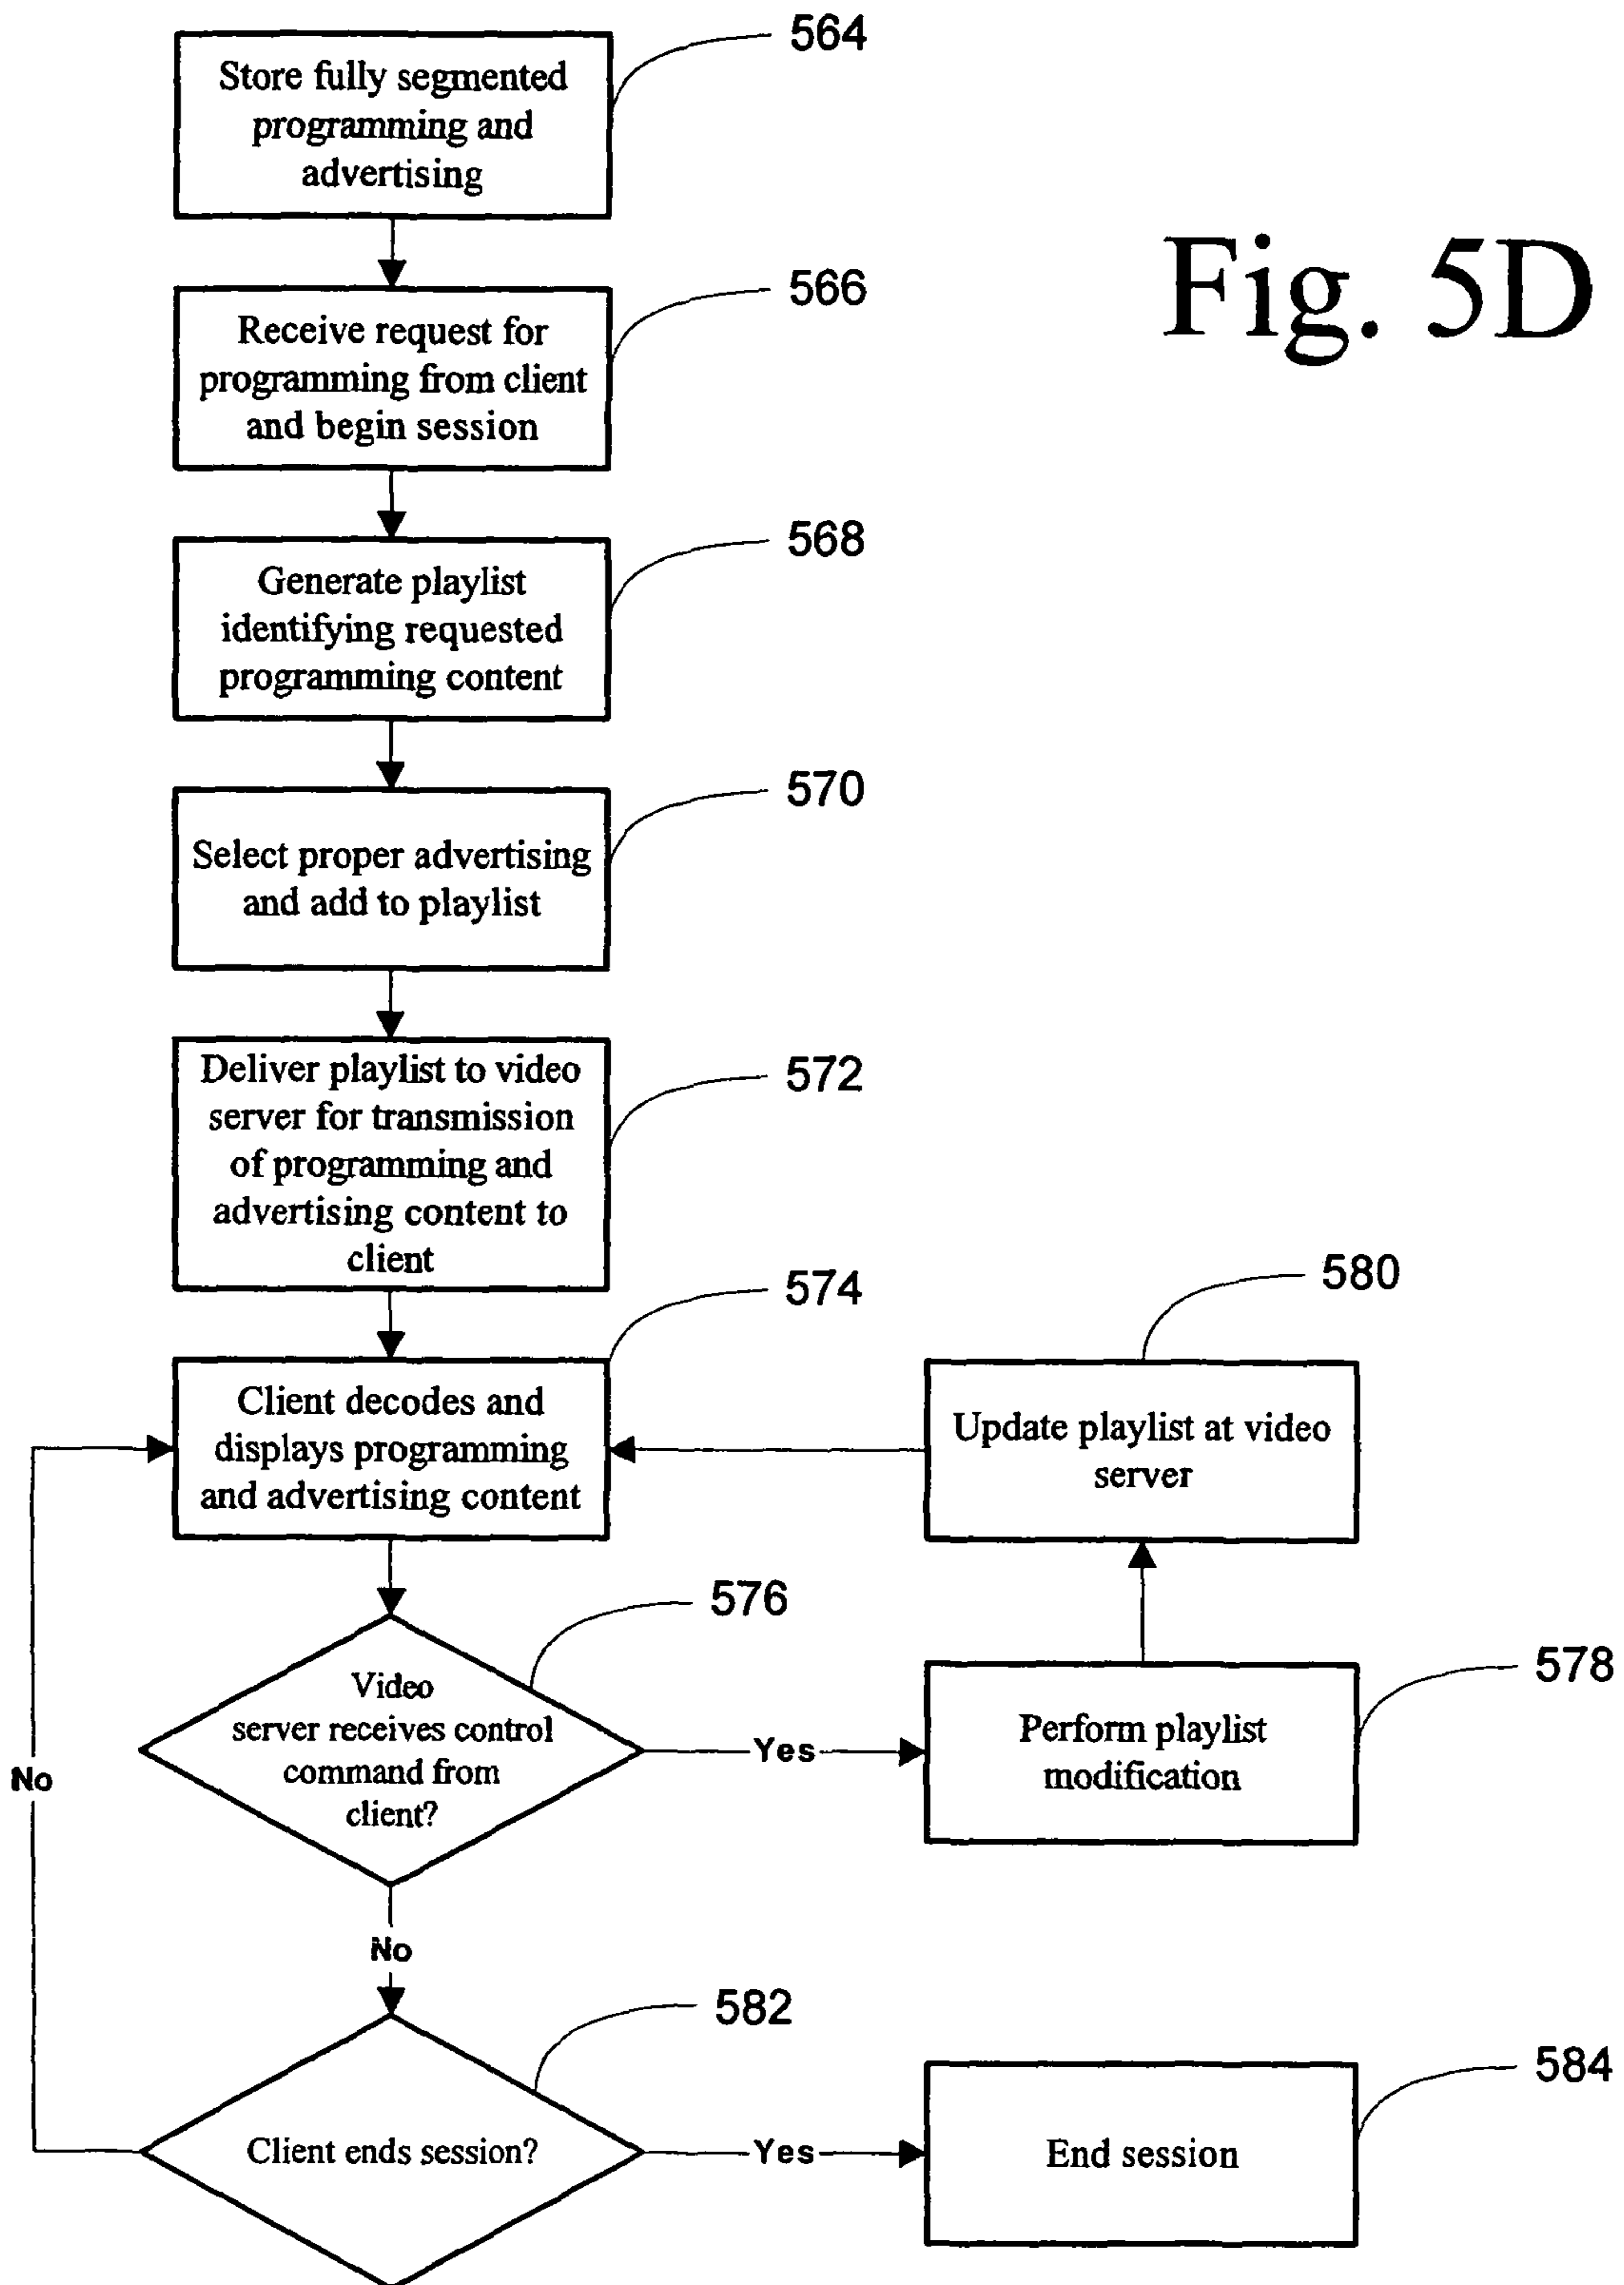 564
Store fully segmented
programming and
advertising
Fig. 5D
566
Receive request for
programming from client
and begin session
568
Generate playlist
identifying requested
programming content
570
Select proper advertising
and add to playlist
572
Deliver playlist to video
server for transmission
of programming and
advertising content to
client
574
Client decodes and
displays programming
and advertising content
580
Update playlist at video
server
576
Video
server receives control
command from
client?
Yes
578
Perform playlist
modification
No
No
582
Client ends session?
Yes
584
End session